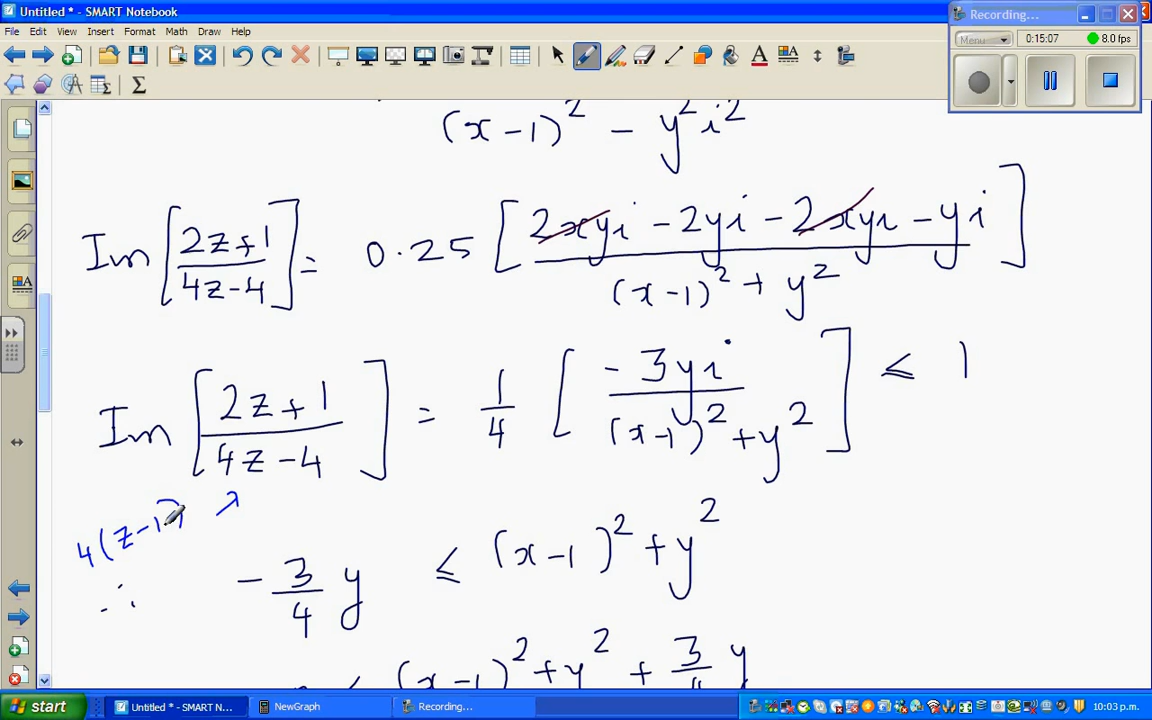 Untitled * - SMART Notebook
Recording...
File Edit View Insert Format Math Draw Help
Menu 0:15:07 8.0 fps
(x-1)² - y²i²
Im [2z+1 / 4z-4] = 0.25 [2xyi - 2yi - 2xyi - yi / (x-1)² + y²]
Im [2z+1 / 4z-4] = 1/4 [-3yi / (x-1)² + y²] ≤ 1
4(z-1)
∴ -3/4 y ≤ (x-1)² + y²
≤ (x-1)² + y² + 3/4 y
start Untitled * - SMART N... NewGraph Recording... 10:03 p.m.